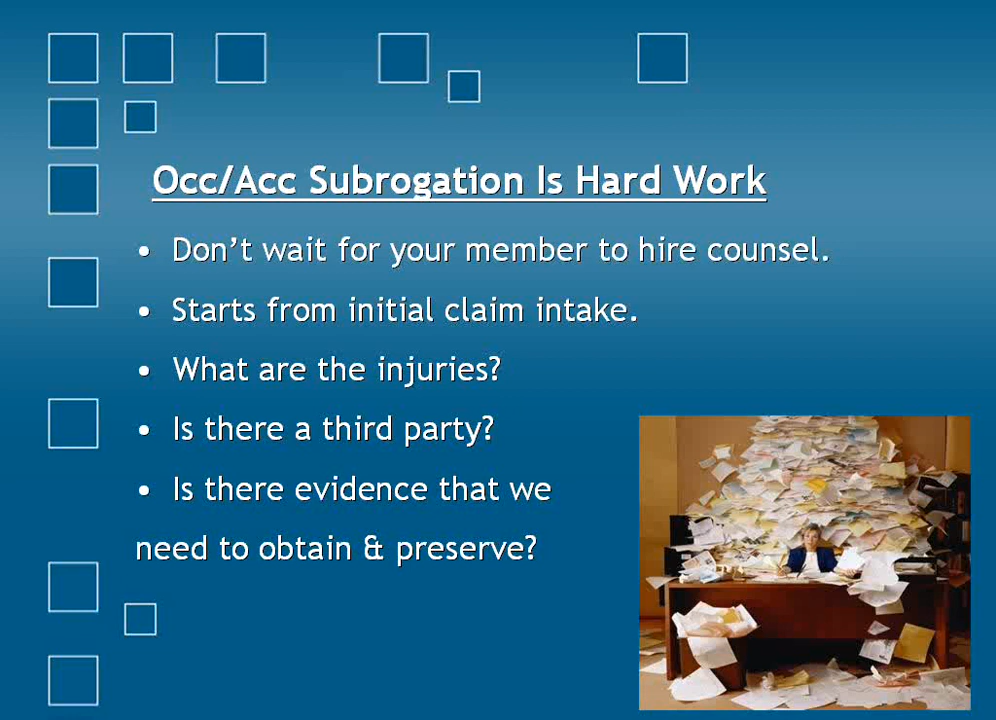 Occ/Acc Subrogation Is Hard Work
• Don’t wait for your member to hire counsel.
• Starts from initial claim intake.
• What are the injuries?
• Is there a third party?
• Is there evidence that we
need to obtain & preserve?